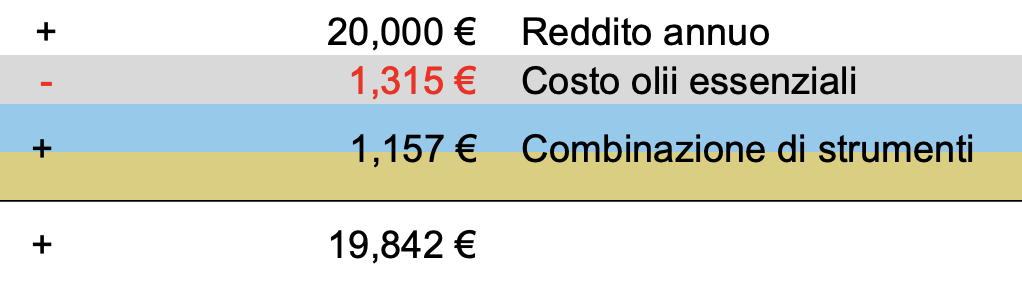 + 20,000 € Reddito annuo
- 1,315 € Costo olii essenziali
+ 1,157 € Combinazione di strumenti
+ 19,842 €